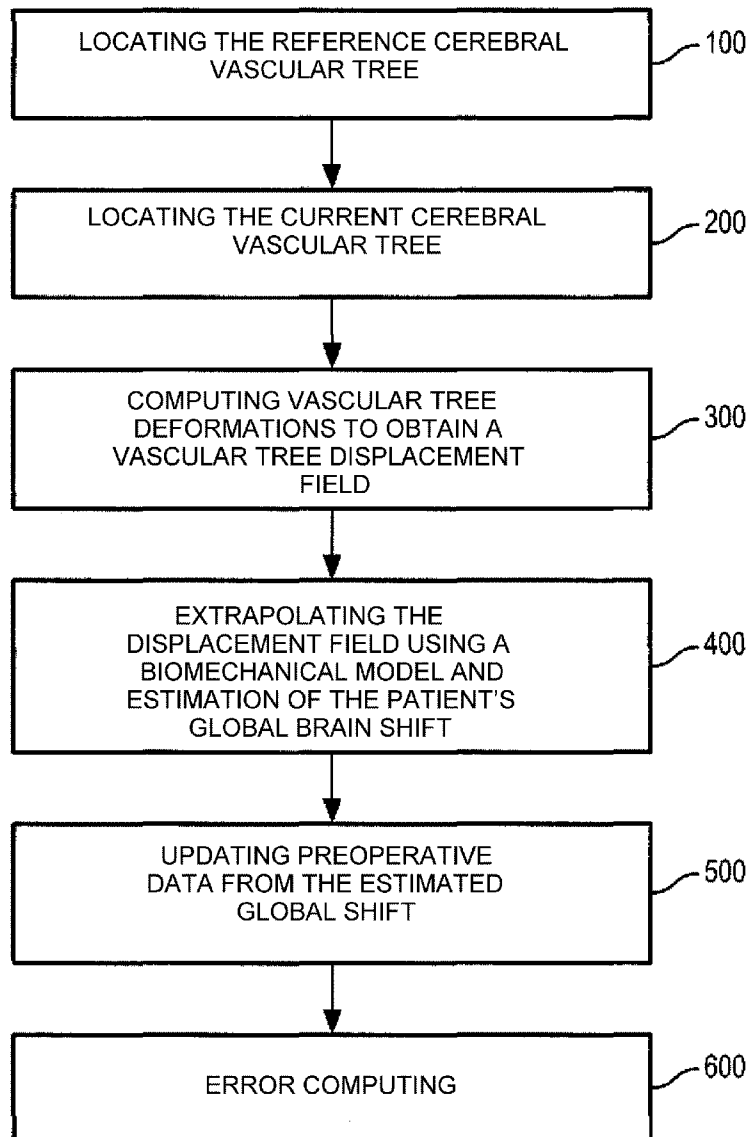 LOCATING THE REFERENCE CEREBRAL
VASCULAR TREE
100
LOCATING THE CURRENT CEREBRAL
VASCULAR TREE
200
COMPUTING VASCULAR TREE
DEFORMATIONS TO OBTAIN A
VASCULAR TREE DISPLACEMENT
FIELD
300
EXTRAPOLATING THE
DISPLACEMENT FIELD USING A
BIOMECHANICAL MODEL AND
ESTIMATION OF THE PATIENT'S
GLOBAL BRAIN SHIFT
400
UPDATING PREOPERATIVE
DATA FROM THE ESTIMATED
GLOBAL SHIFT
500
ERROR COMPUTING
600